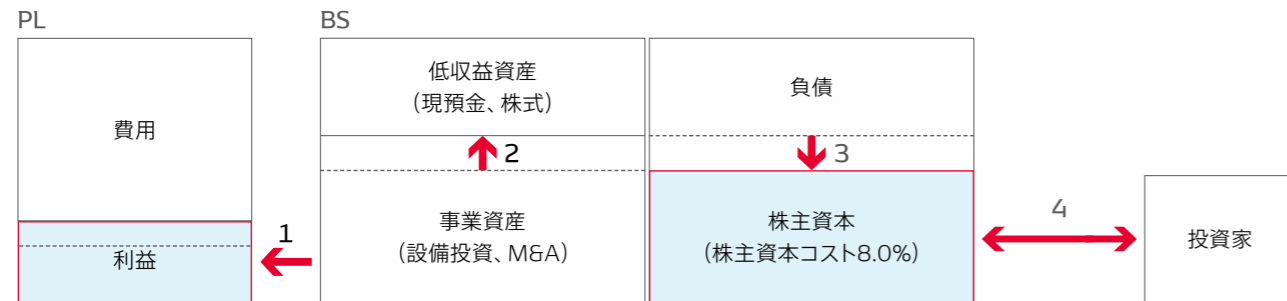 PL
BS
費用
利益
1
低収益資産
（現預金、株式）
2
事業資産
（設備投資、M&A）
負債
3
株主資本
（株主資本コスト8.0%）
4
投資家